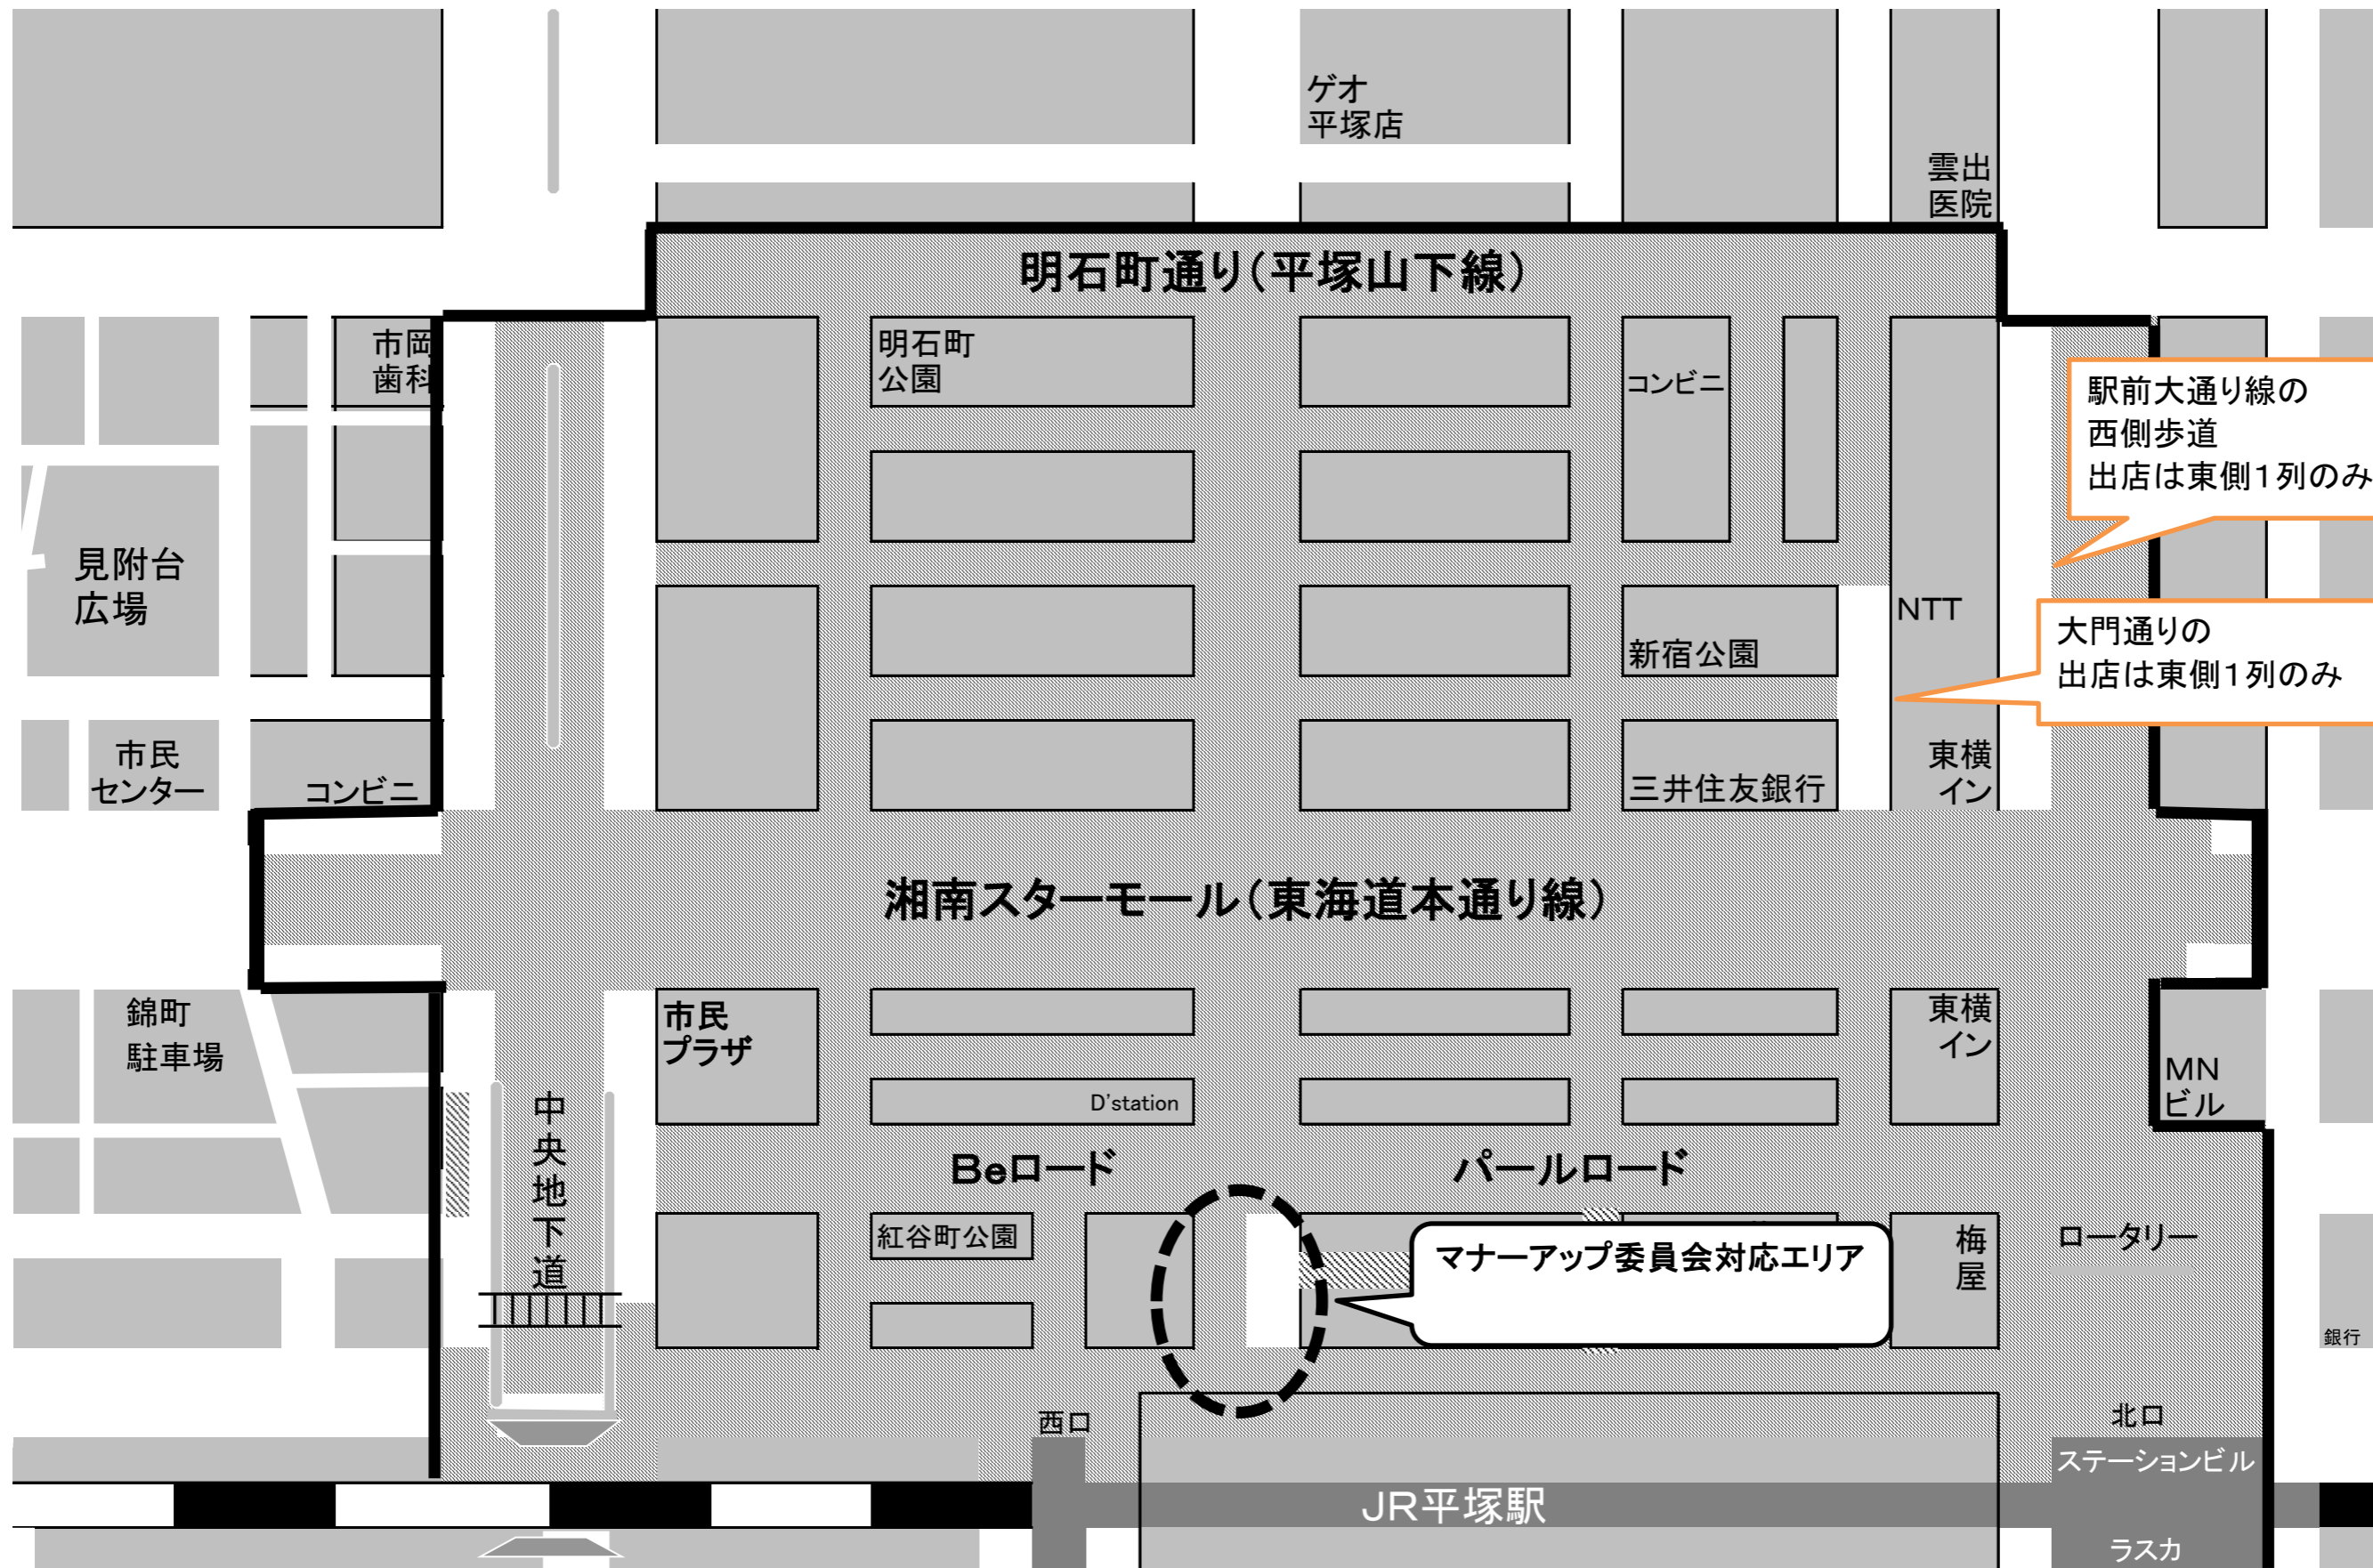 ゲオ
平塚店
雲出
医院
明石町通り（平塚山下線）
市岡
歯科
明石町
公園
コンビニ
駅前大通り線の
西側歩道
出店は東側１列のみ
見附台
広場
NTT
大門通りの
出店は東側１列のみ
新宿公園
市民
センター
コンビニ
三井住友銀行
東横
イン
湘南スターモール（東海道本通り線）
錦町
駐車場
市民
プラザ
東横
イン
MN
ビル
D'station
中央地下道
Beロード
パールロード
紅谷町公園
マナーアップ委員会対応エリア
梅屋
ロータリー
銀行
西口
北口
ステーションビル
JR平塚駅
ラスカ